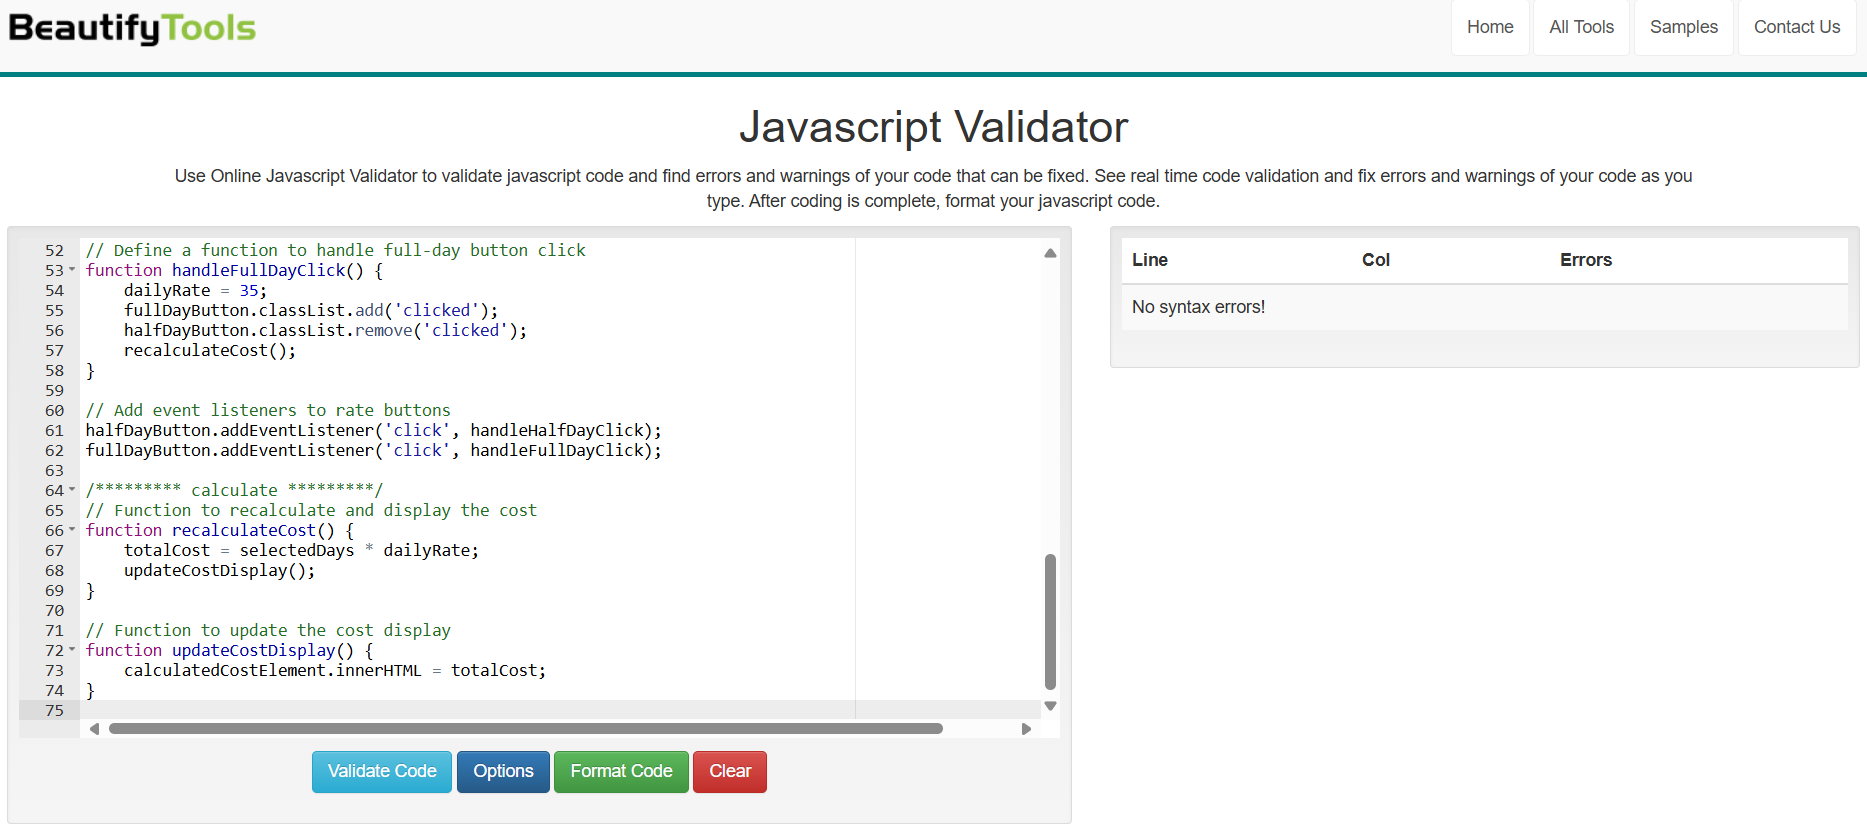 BeautifyTools
Home
All Tools
Samples
Contact Us
Javascript Validator
Use Online Javascript Validator to validate javascript code and find errors and warnings of your code that can be fixed. See real time code validation and fix errors and warnings of your code as you
type. After coding is complete, format your javascript code.
52 // Define a function to handle full-day button click
53 function handleFullDayClick() {
54     dailyRate = 35;
55     fullDayButton.classList.add('clicked');
56     halfDayButton.classList.remove('clicked');
57     recalculateCost();
58 }
59
60 // Add event listeners to rate buttons
61 halfDayButton.addEventListener('click', handleHalfDayClick);
62 fullDayButton.addEventListener('click', handleFullDayClick);
63
64 /********* calculate *********/
65 // Function to recalculate and display the cost
66 function recalculateCost() {
67     totalCost = selectedDays * dailyRate;
68     updateCostDisplay();
69 }
70
71 // Function to update the cost display
72 function updateCostDisplay() {
73     calculatedCostElement.innerHTML = totalCost;
74 }
75
Validate Code
Options
Format Code
Clear
Line Col Errors
No syntax errors!